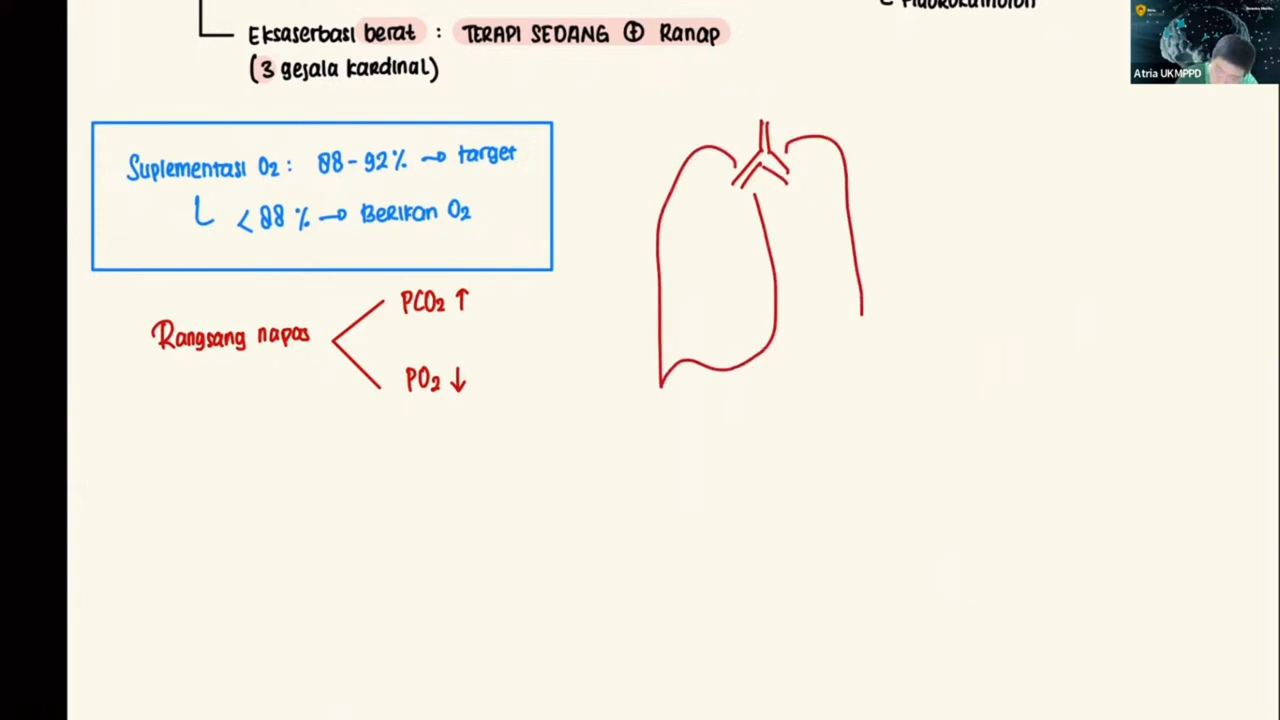 Fluorokuinolon
Atria UKMPPD
Eksaserbasi berat : TERAPI SEDANG ⊕ Ranap
(3 gejala kardinal)
Suplementasi O₂ : 88 - 92 % → target
< 88 % → Berikan O₂
Rangsang napas
PCO₂ ↑
PO₂ ↓